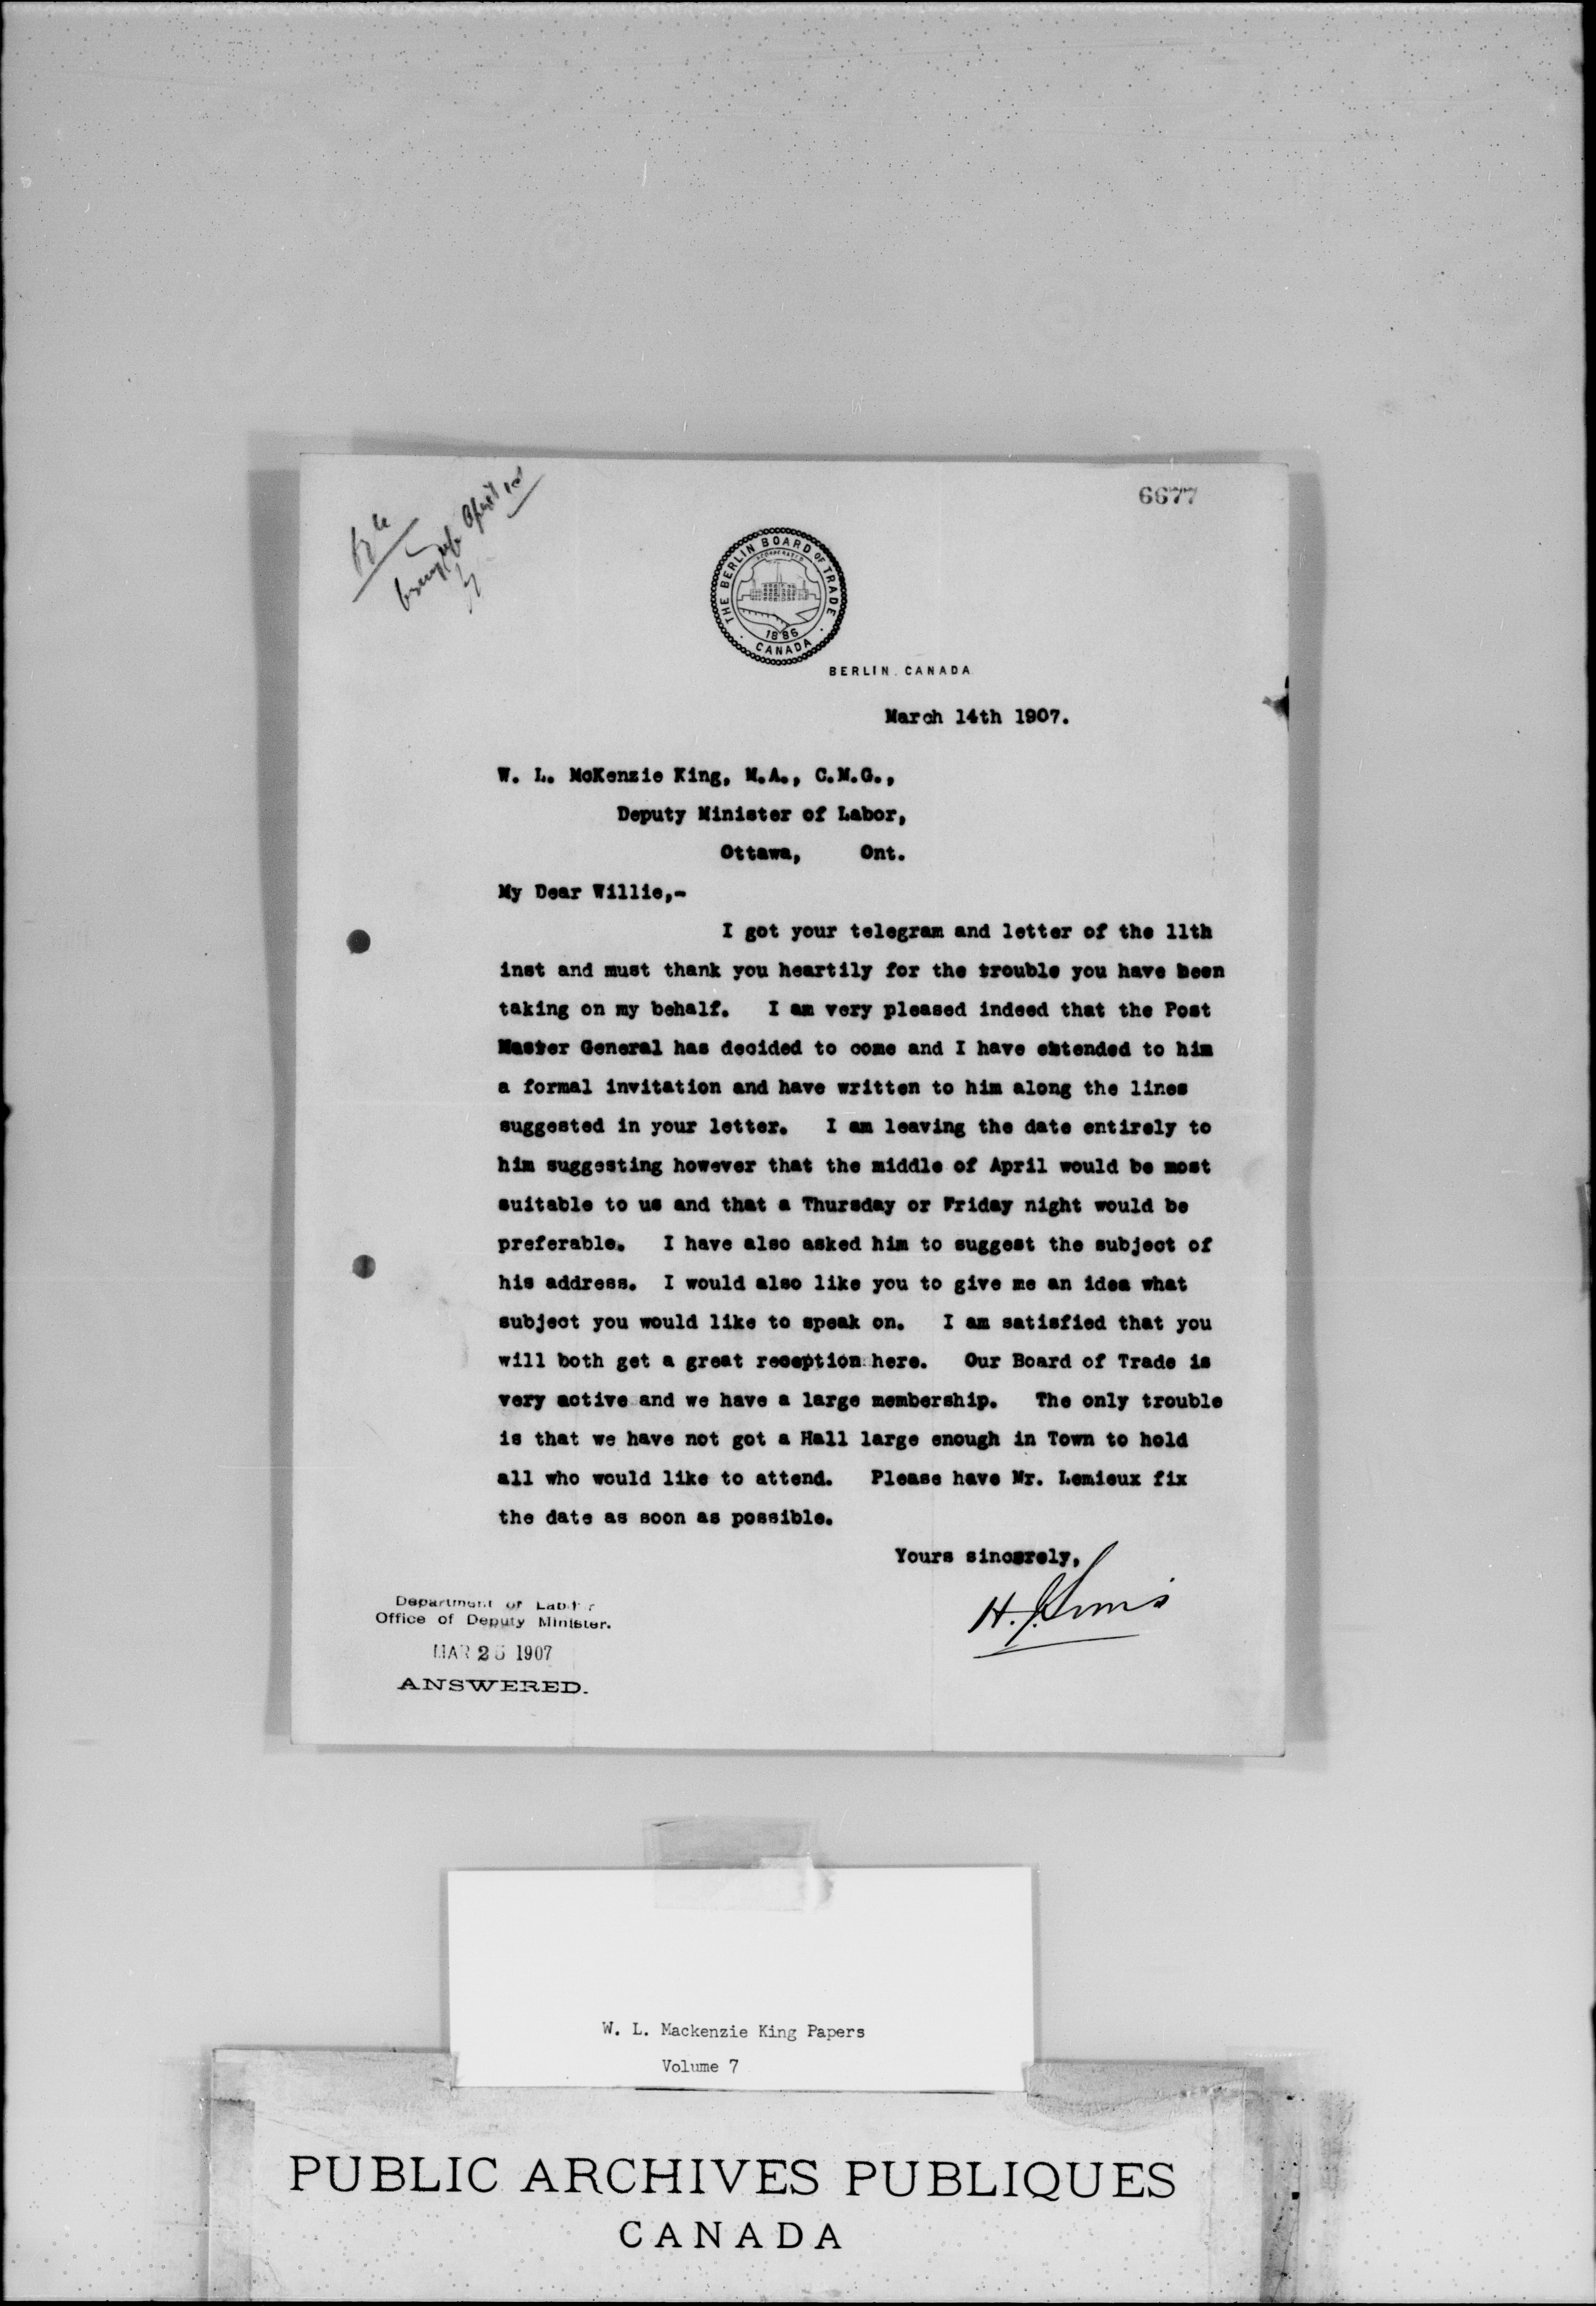 6677
bring up April 10
THE BERLIN BOARD OF TRADE
INCORPORATED
1886
CANADA
BERLIN. CANADA
March 14th 1907.
W. L. McKenzie King, M.A., C.M.G.,
Deputy Minister of Labor,
Ottawa, Ont.
My Dear Willie,-
I got your telegram and letter of the 11th
inst and must thank you heartily for the trouble you have been
taking on my behalf. I am very pleased indeed that the Post
Master General has decided to come and I have extended to him
a formal invitation and have written to him along the lines
suggested in your letter. I am leaving the date entirely to
him suggesting however that the middle of April would be most
suitable to us and that a Thursday or Friday night would be
preferable. I have also asked him to suggest the subject of
his address. I would also like you to give me an idea what
subject you would like to speak on. I am satisfied that you
will both get a great reception here. Our Board of Trade is
very active and we have a large membership. The only trouble
is that we have not got a Hall large enough in Town to hold
all who would like to attend. Please have Mr. Lemieux fix
the date as soon as possible.
Yours sincerely,
H. J. Sims
Department of Labor
Office of Deputy Minister.
MAR 25 1907
ANSWERED.
W. L. Mackenzie King Papers
Volume 7
PUBLIC ARCHIVES PUBLIQUES
CANADA